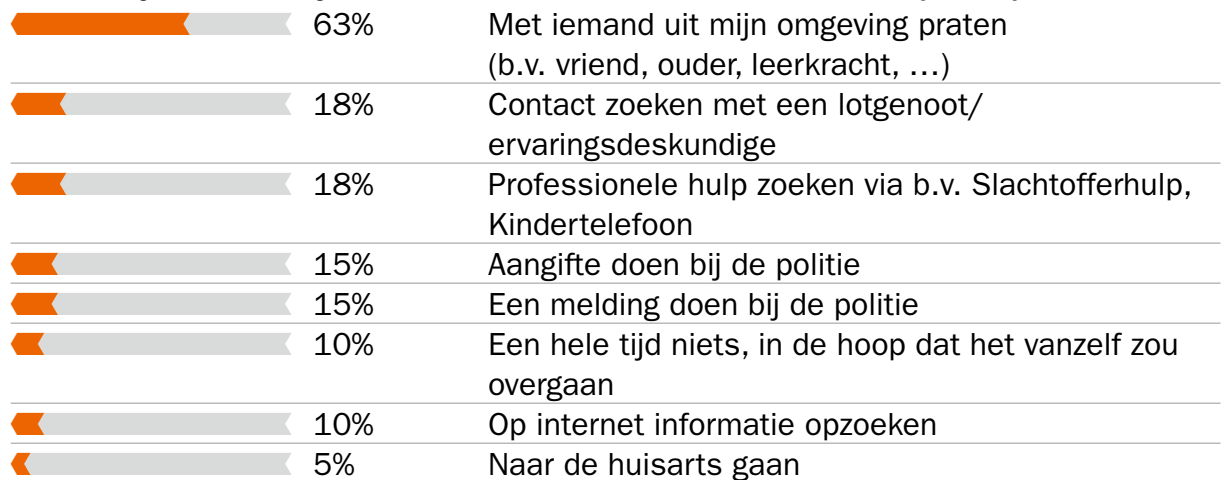 63% Met iemand uit mijn omgeving praten
(b.v. vriend, ouder, leerkracht, …)
18% Contact zoeken met een lotgenoot/
ervaringsdeskundige
18% Professionele hulp zoeken via b.v. Slachtofferhulp,
Kindertelefoon
15% Aangifte doen bij de politie
15% Een melding doen bij de politie
10% Een hele tijd niets, in de hoop dat het vanzelf zou
overgaan
10% Op internet informatie opzoeken
5% Naar de huisarts gaan